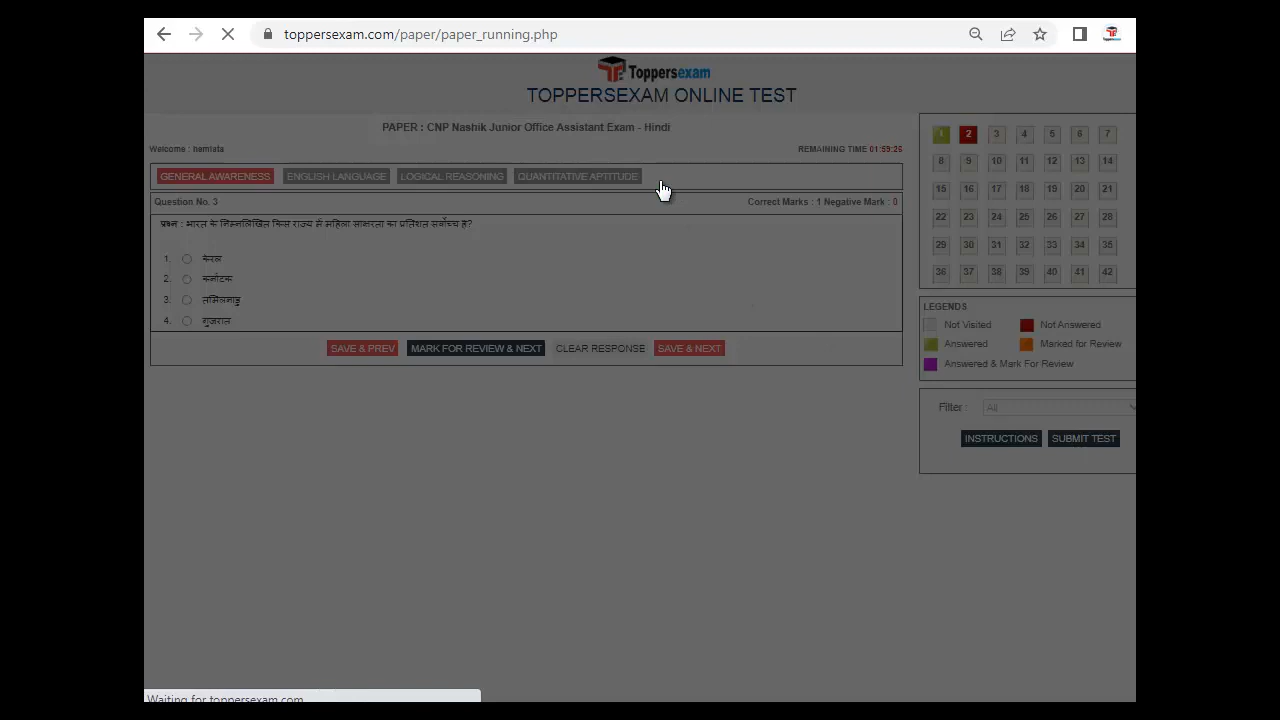 toppersexam.com/paper/paper_running.php
Toppersexam
TOPPERSEXAM ONLINE TEST
PAPER : CNP Nashik Junior Office Assistant Exam - Hindi
Welcome : hemlata
REMAINING TIME 01:59:26
GENERAL AWARENESS ENGLISH LANGUAGE LOGICAL REASONING QUANTITATIVE APTITUDE
Question No. 3 Correct Marks : 1 Negative Mark : 0
प्रश्न : भारत के निम्नलिखित किस राज्य में महिला साक्षरता का प्रतिशत सर्वोच्च है?
1. केरल
2. कर्नाटक
3. तमिलनाडु
4. गुजरात
SAVE & PREV MARK FOR REVIEW & NEXT CLEAR RESPONSE SAVE & NEXT
1 2 3 4 5 6 7
8 9 10 11 12 13 14
15 16 17 18 19 20 21
22 23 24 25 26 27 28
29 30 31 32 33 34 35
36 37 38 39 40 41 42
LEGENDS
Not Visited Not Answered
Answered Marked for Review
Answered & Mark For Review
Filter : All
INSTRUCTIONS SUBMIT TEST
Waiting for toppersexam.com